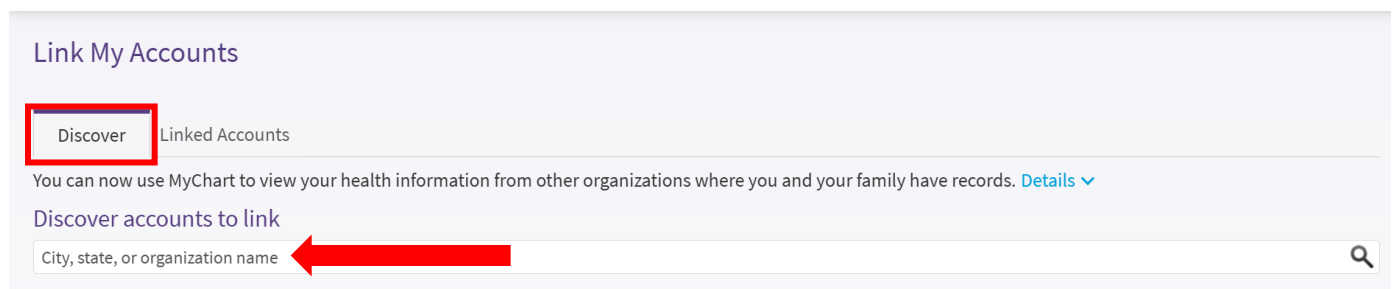 Link My Accounts
Discover Linked Accounts
You can now use MyChart to view your health information from other organizations where you and your family have records. Details
Discover accounts to link
City, state, or organization name